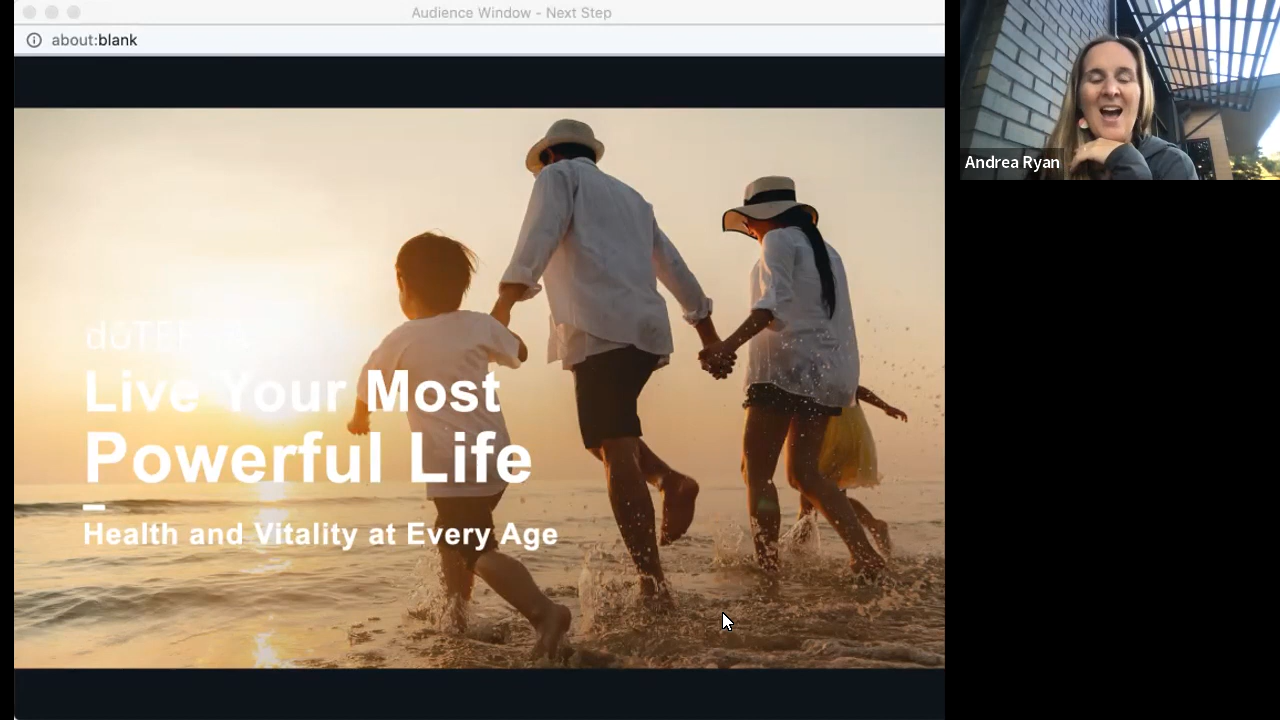 Audience Window - Next Step
about:blank
Andrea Ryan
dōTERRA
Live Your Most
Powerful Life
Health and Vitality at Every Age